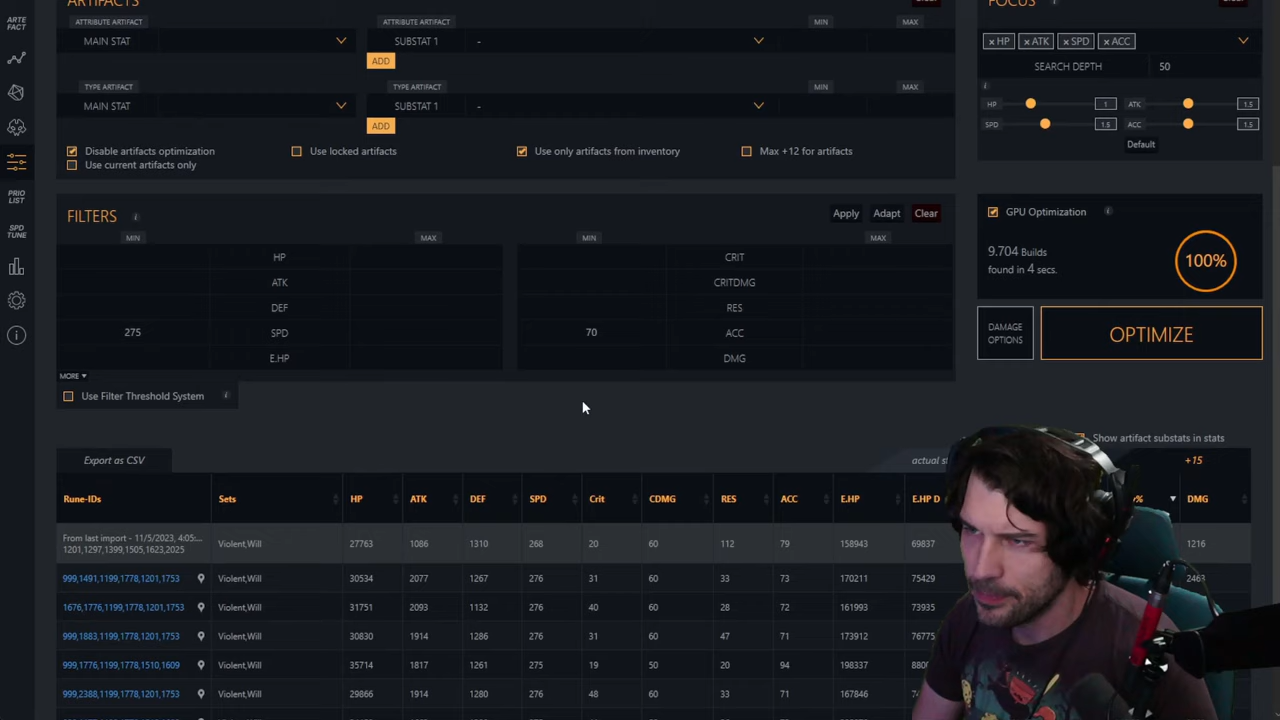 ARTE
FACT
PRIO
LIST
SPD
TUNE
ARTIFACTS
Clear
ATTRIBUTE ARTIFACT
ATTRIBUTE ARTIFACT
MIN
MAX
MAIN STAT
SUBSTAT 1
-
ADD
TYPE ARTIFACT
TYPE ARTIFACT
MIN
MAX
MAIN STAT
SUBSTAT 1
-
ADD
Disable artifacts optimization
Use locked artifacts
Use only artifacts from inventory
Max +12 for artifacts
Use current artifacts only
FOCUS
i
Clear
×HP ×ATK ×SPD ×ACC
SEARCH DEPTH 50
i
HP 1 ATK 1.5
SPD 1.5 ACC 1.5
Default
FILTERS i
Apply Adapt Clear
MIN MAX MIN MAX
HP CRIT
ATK CRITDMG
DEF RES
275 SPD 70 ACC
E.HP DMG
MORE
Use Filter Threshold System i
GPU Optimization i
9.704 Builds
found in 4 secs.
100%
DAMAGE
OPTIONS
OPTIMIZE
Show artifact substats in stats
Export as CSV
+15
Rune-IDs Sets HP ATK DEF SPD Crit CDMG RES ACC E.HP E.HP D % DMG
From last import - 11/5/2023, 4:05:...
1201,1297,1399,1505,1623,2025 Violent,Will 27763 1086 1310 268 20 60 112 79 158943 69837 1216
999,1491,1199,1778,1201,1753 Violent,Will 30534 2077 1267 276 31 60 33 73 170211 75429 2463
1676,1776,1199,1778,1201,1753 Violent,Will 31751 2093 1132 276 40 60 28 72 161993 73935
999,1883,1199,1778,1201,1753 Violent,Will 30830 1914 1286 276 31 60 47 71 173912 76775
999,1776,1199,1778,1510,1609 Violent,Will 35714 1817 1261 275 19 50 20 94 198337
999,2388,1199,1778,1201,1753 Violent,Will 29866 1914 1280 276 48 60 33 71 167846